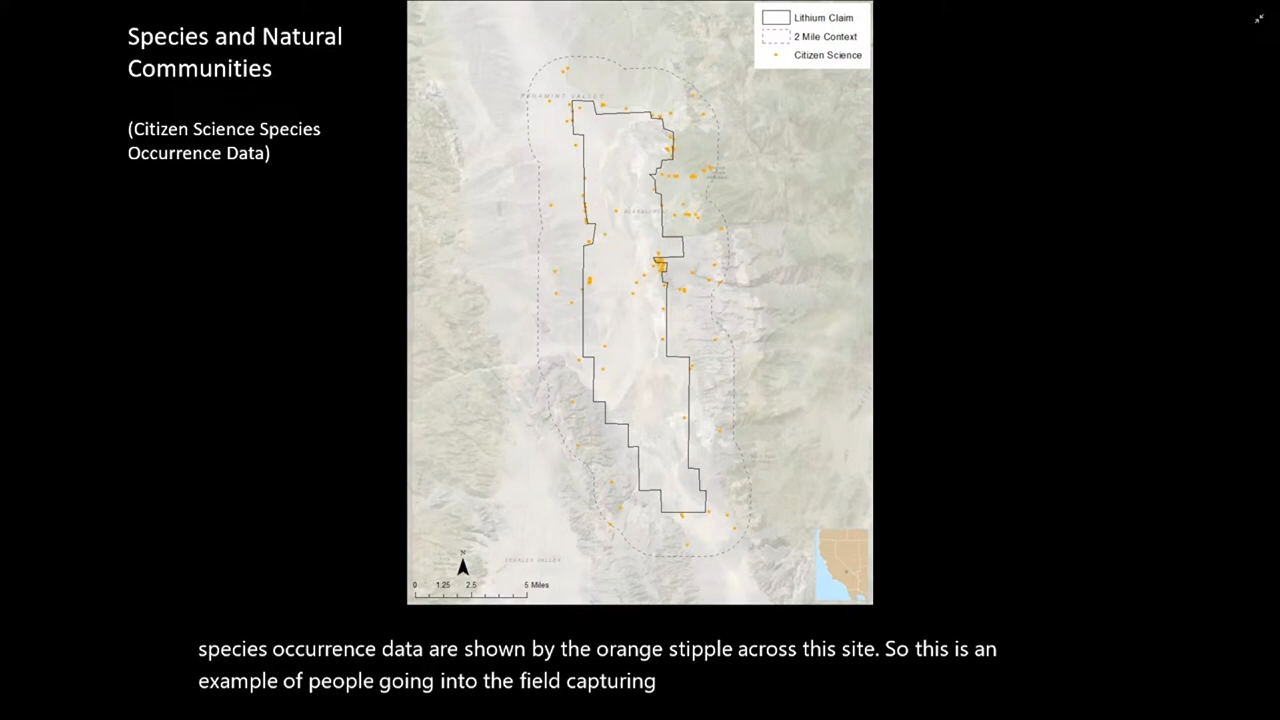 Species and Natural
Communities
(Citizen Science Species
Occurrence Data)
Lithium Claim
2 Mile Context
Citizen Science
PANAMINT VALLEY
N
0 1.25 2.5 5 Miles
species occurrence data are shown by the orange stipple across this site. So this is an
example of people going into the field capturing